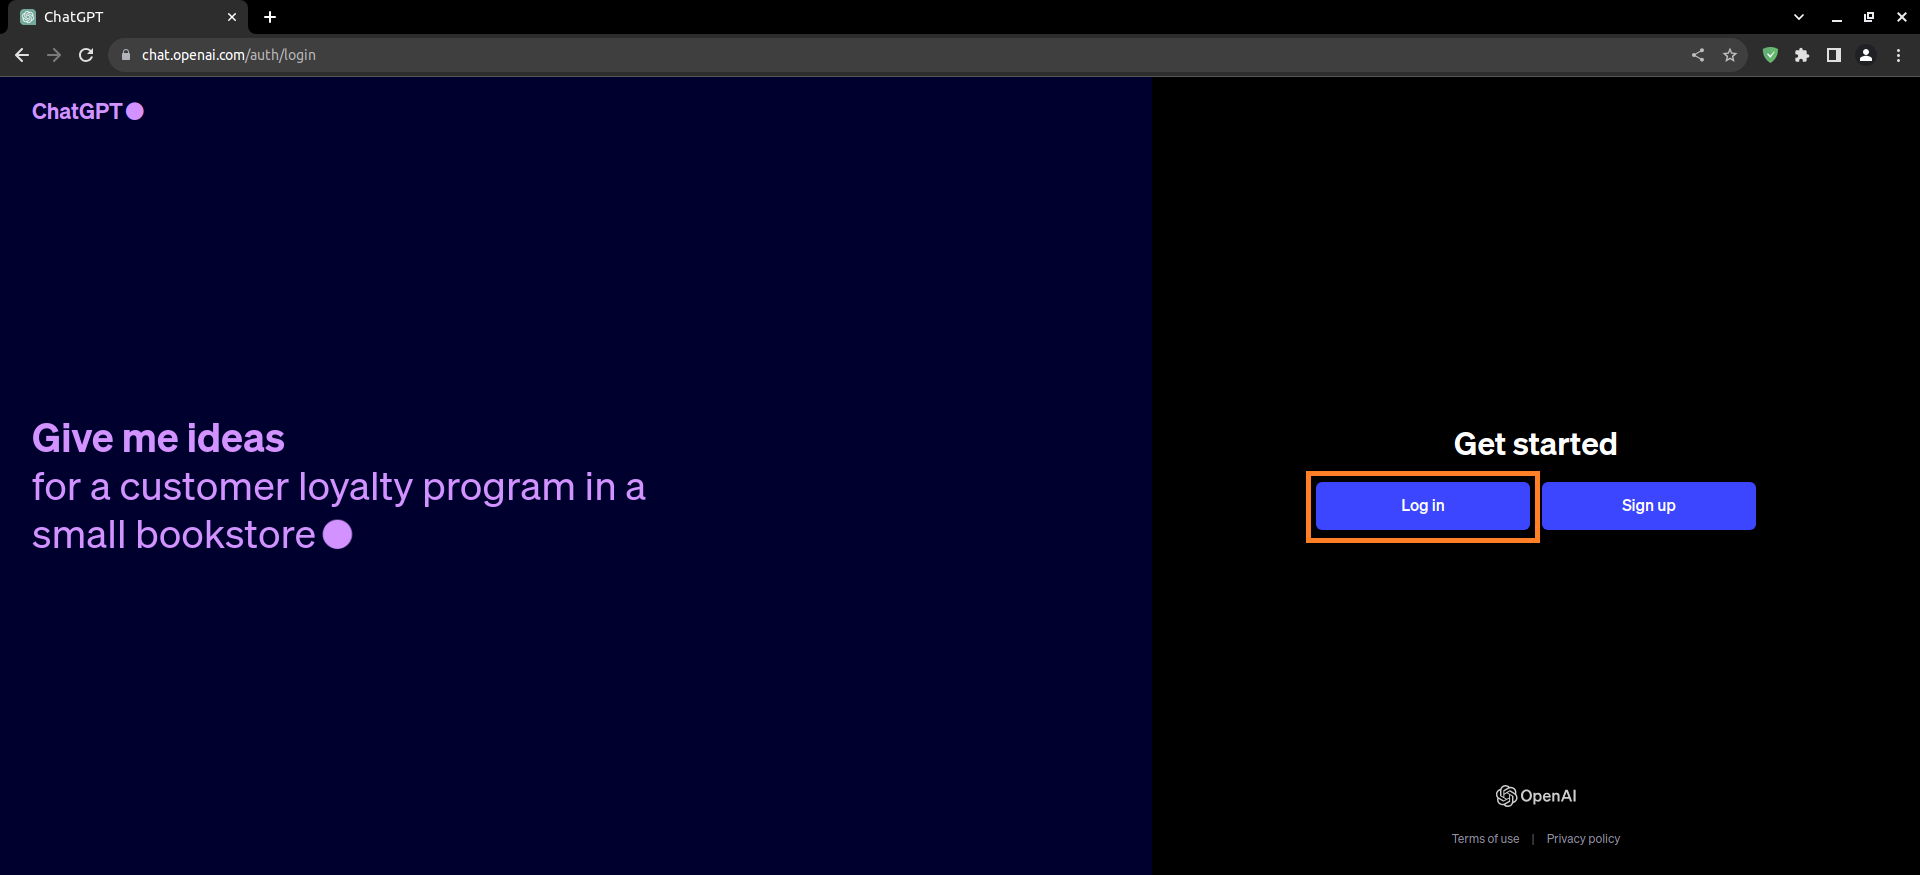 ChatGPT
chat.openai.com/auth/login
ChatGPT
Give me ideas
for a customer loyalty program in a
small bookstore
Get started
Log in
Sign up
OpenAI
Terms of use | Privacy policy